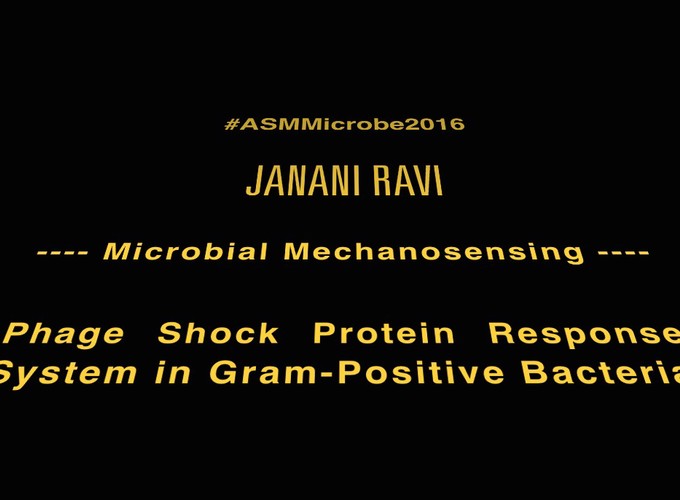 #ASMMicrobe2016
JANANI RAVI
---- Microbial Mechanosensing ----
Phage Shock Protein Response
System in Gram-Positive Bacteria